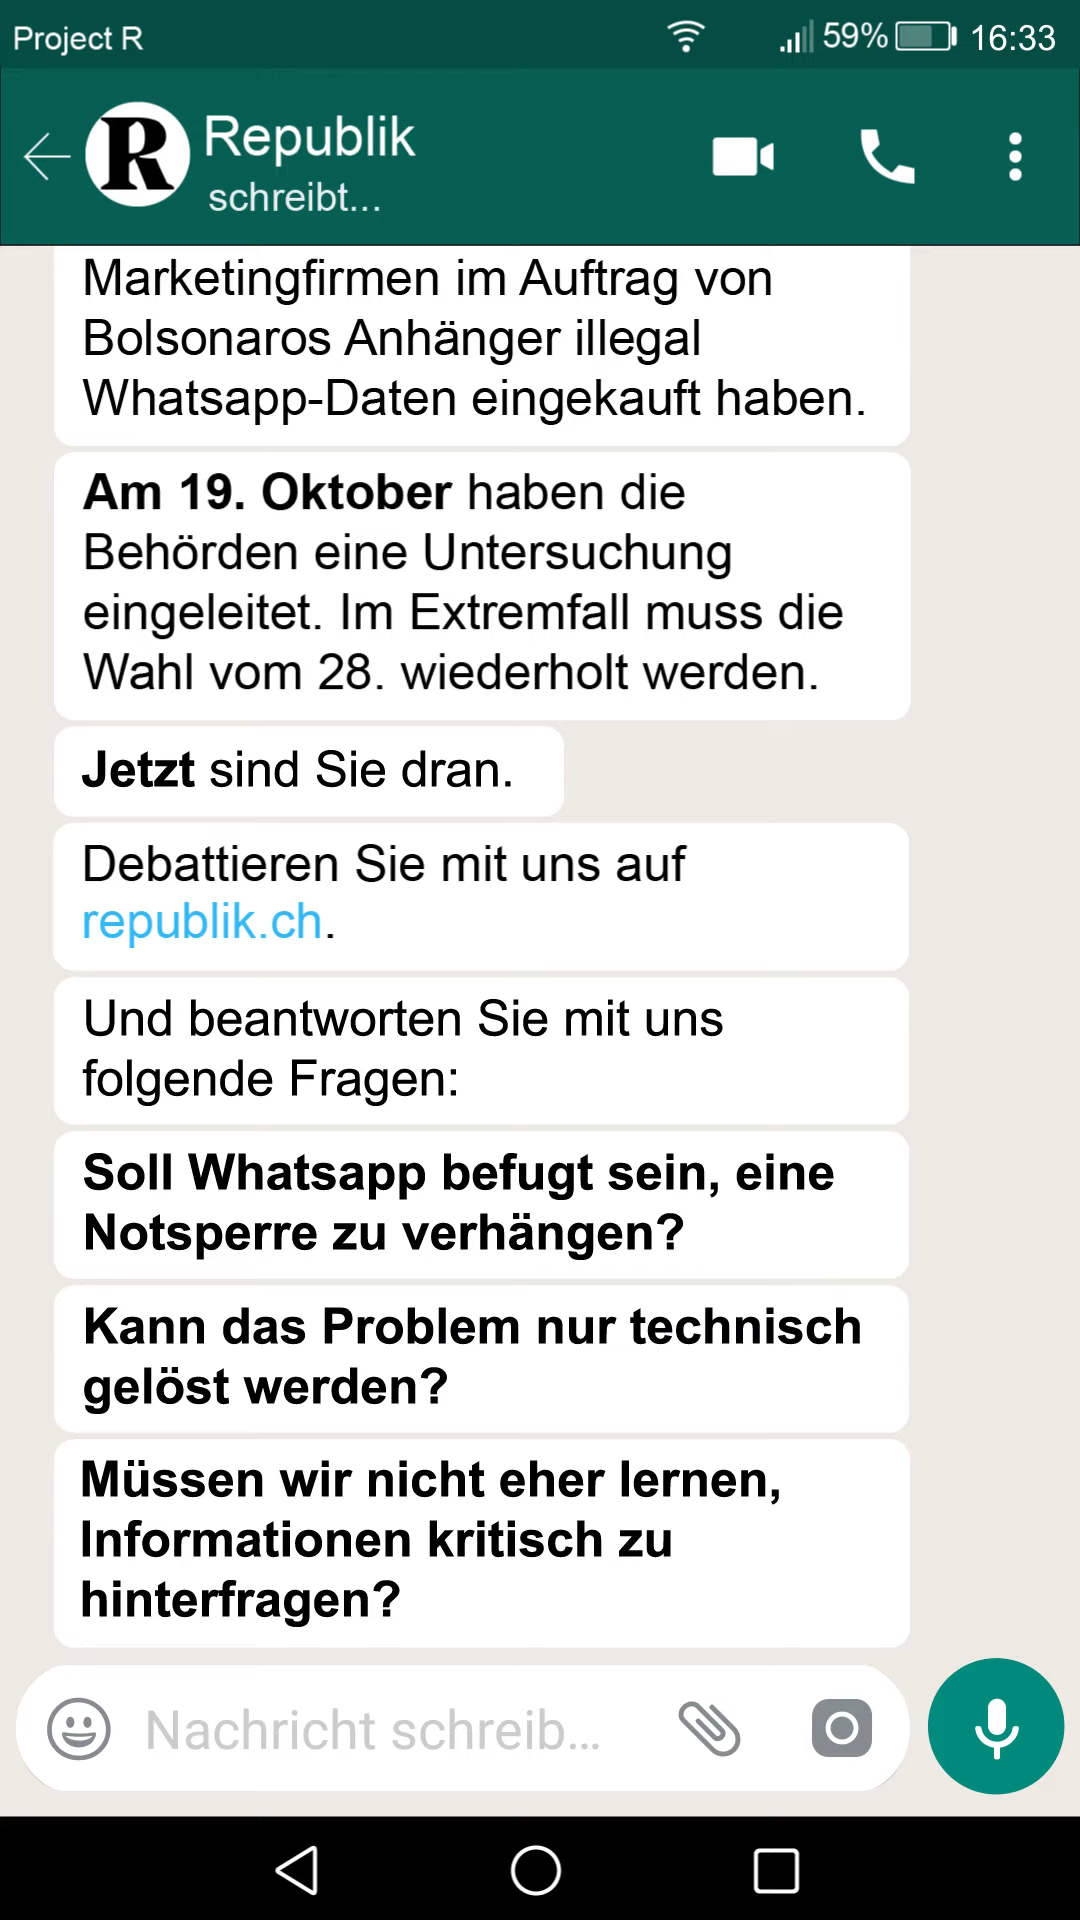 Project R
59%
16:33
R
Republik
schreibt...
Marketingfirmen im Auftrag von
Bolsonaros Anhänger illegal
Whatsapp-Daten eingekauft haben.
Am 19. Oktober haben die
Behörden eine Untersuchung
eingeleitet. Im Extremfall muss die
Wahl vom 28. wiederholt werden.
Jetzt sind Sie dran.
Debattieren Sie mit uns auf
republik.ch.
Und beantworten Sie mit uns
folgende Fragen:
Soll Whatsapp befugt sein, eine
Notsperre zu verhängen?
Kann das Problem nur technisch
gelöst werden?
Müssen wir nicht eher lernen,
Informationen kritisch zu
hinterfragen?
Nachricht schreib...